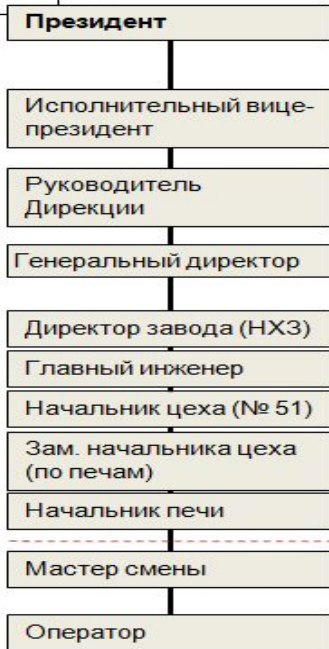 Президент
Исполнительный вице-
президент
Руководитель
Дирекции
Генеральный директор
Директор завода (НХЗ)
Главный инженер
Начальник цеха (№ 51)
Зам. начальника цеха
(по печам)
Начальник печи
Мастер смены
Оператор